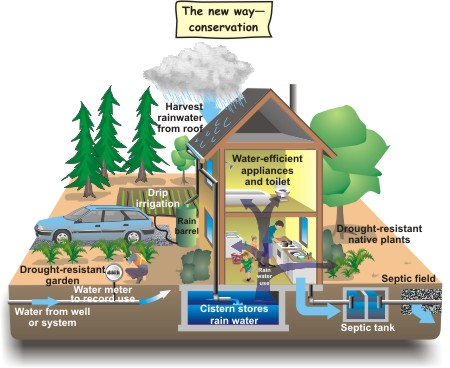 The new way—
conservation
Harvest
rainwater
from roof
Water-efficient
appliances
and toilet
Drip
irrigation
Rain
barrel
Drought-resistant
native plants
Rain
water
use
Drought-resistant
garden
Water meter
to record use
Septic field
Water from well
or system
Cistern stores
rain water
Septic tank